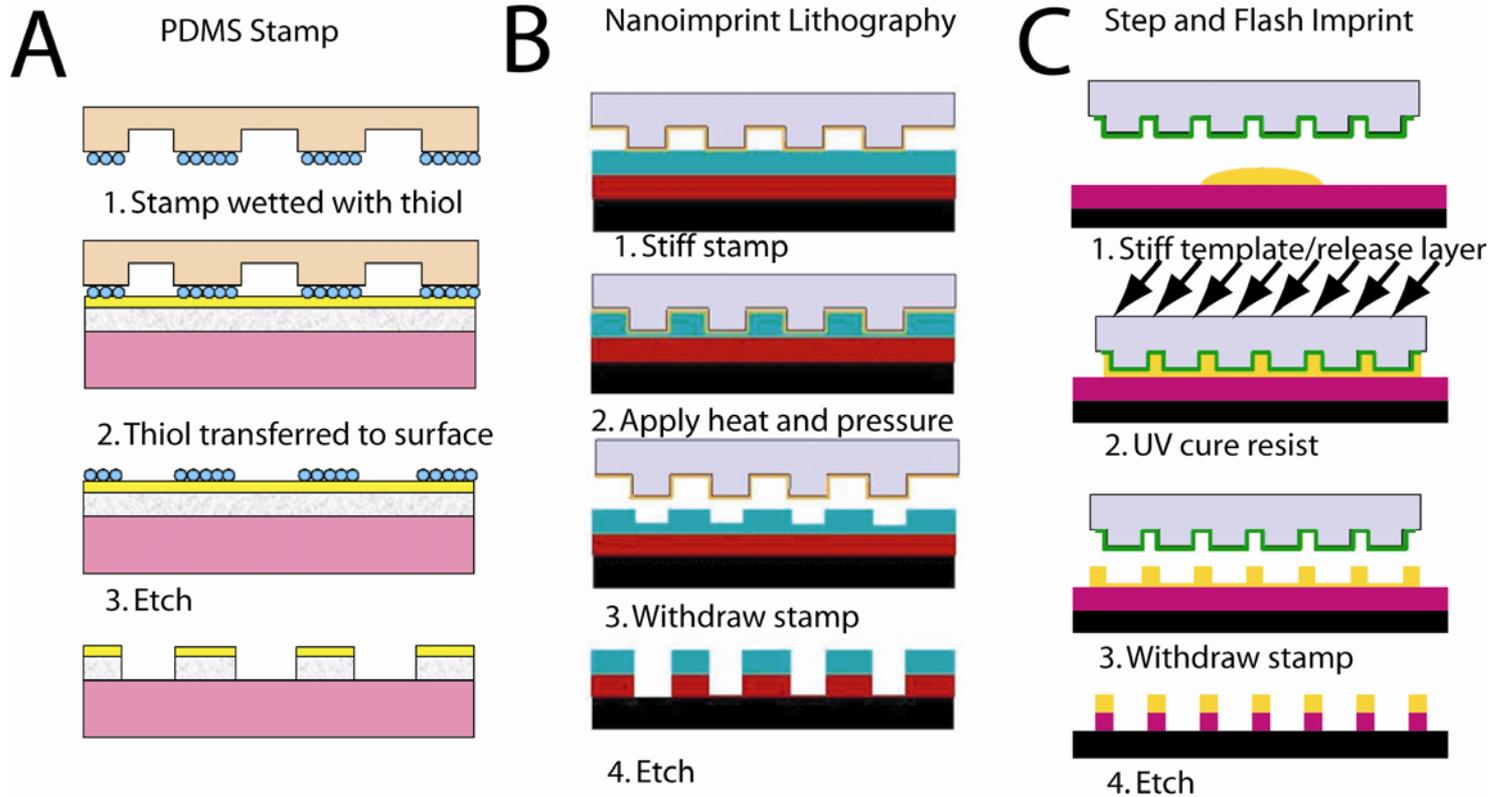 A
PDMS Stamp
1. Stamp wetted with thiol
2. Thiol transferred to surface
3. Etch
B
Nanoimprint Lithography
1. Stiff stamp
2. Apply heat and pressure
3. Withdraw stamp
4. Etch
C
Step and Flash Imprint
1. Stiff template/release layer
2. UV cure resist
3. Withdraw stamp
4. Etch